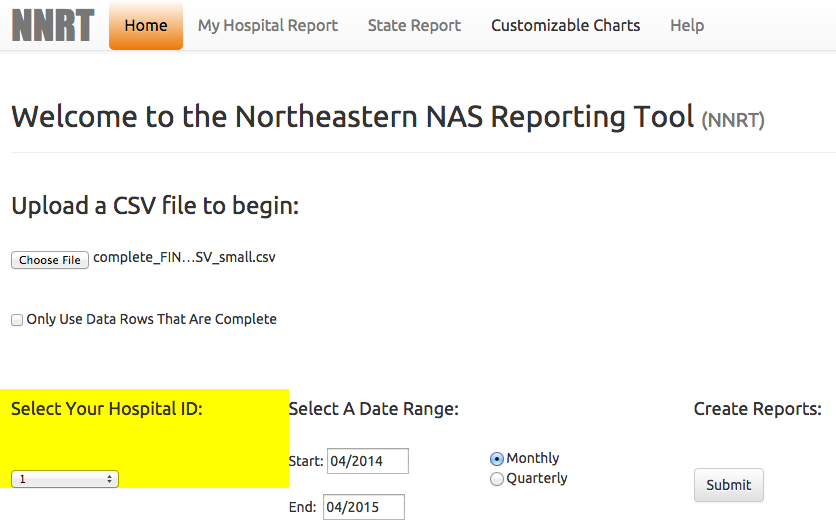 NNRT Home My Hospital Report State Report Customizable Charts Help
Welcome to the Northeastern NAS Reporting Tool (NNRT)
Upload a CSV file to begin:
Choose File complete_FIN...SV_small.csv
Only Use Data Rows That Are Complete
Select Your Hospital ID: Select A Date Range: Create Reports:
Start: 04/2014 Monthly
1 Quarterly Submit
End: 04/2015